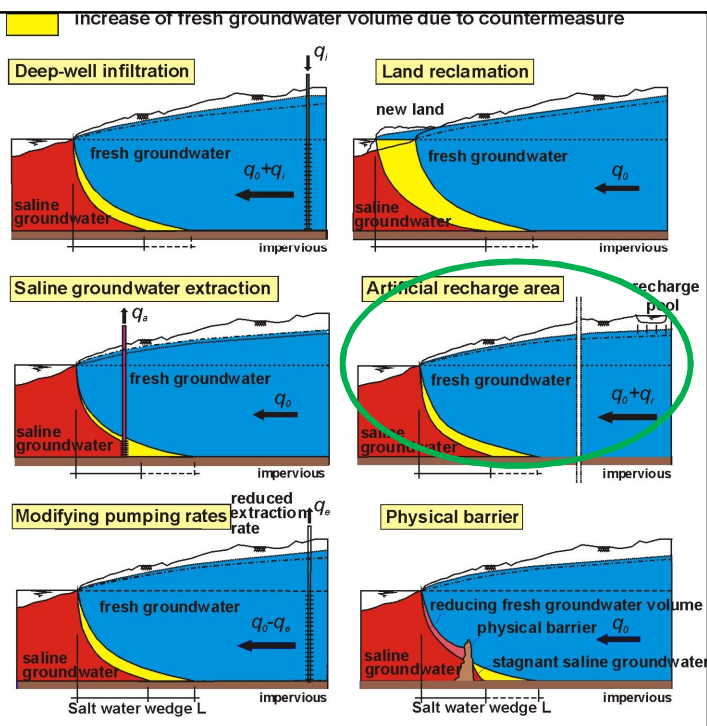 increase of fresh groundwater volume due to countermeasure
Deep-well infiltration
qi
fresh groundwater
q0+qi
saline
groundwater
impervious
Land reclamation
new land
fresh groundwater
q0
saline
groundwater
impervious
Saline groundwater extraction
qa
fresh groundwater
q0
saline
groundwater
impervious
Artificial recharge area
recharge
pool
fresh groundwater
q0+qr
saline
groundwater
impervious
Modifying pumping rates
reduced
extraction
rate
qe
fresh groundwater
q0-qe
saline
groundwater
impervious
Salt water wedge L
Physical barrier
reducing fresh groundwater volume
physical barrier
q0
saline
groundwater
stagnant saline groundwater
impervious
Salt water wedge L